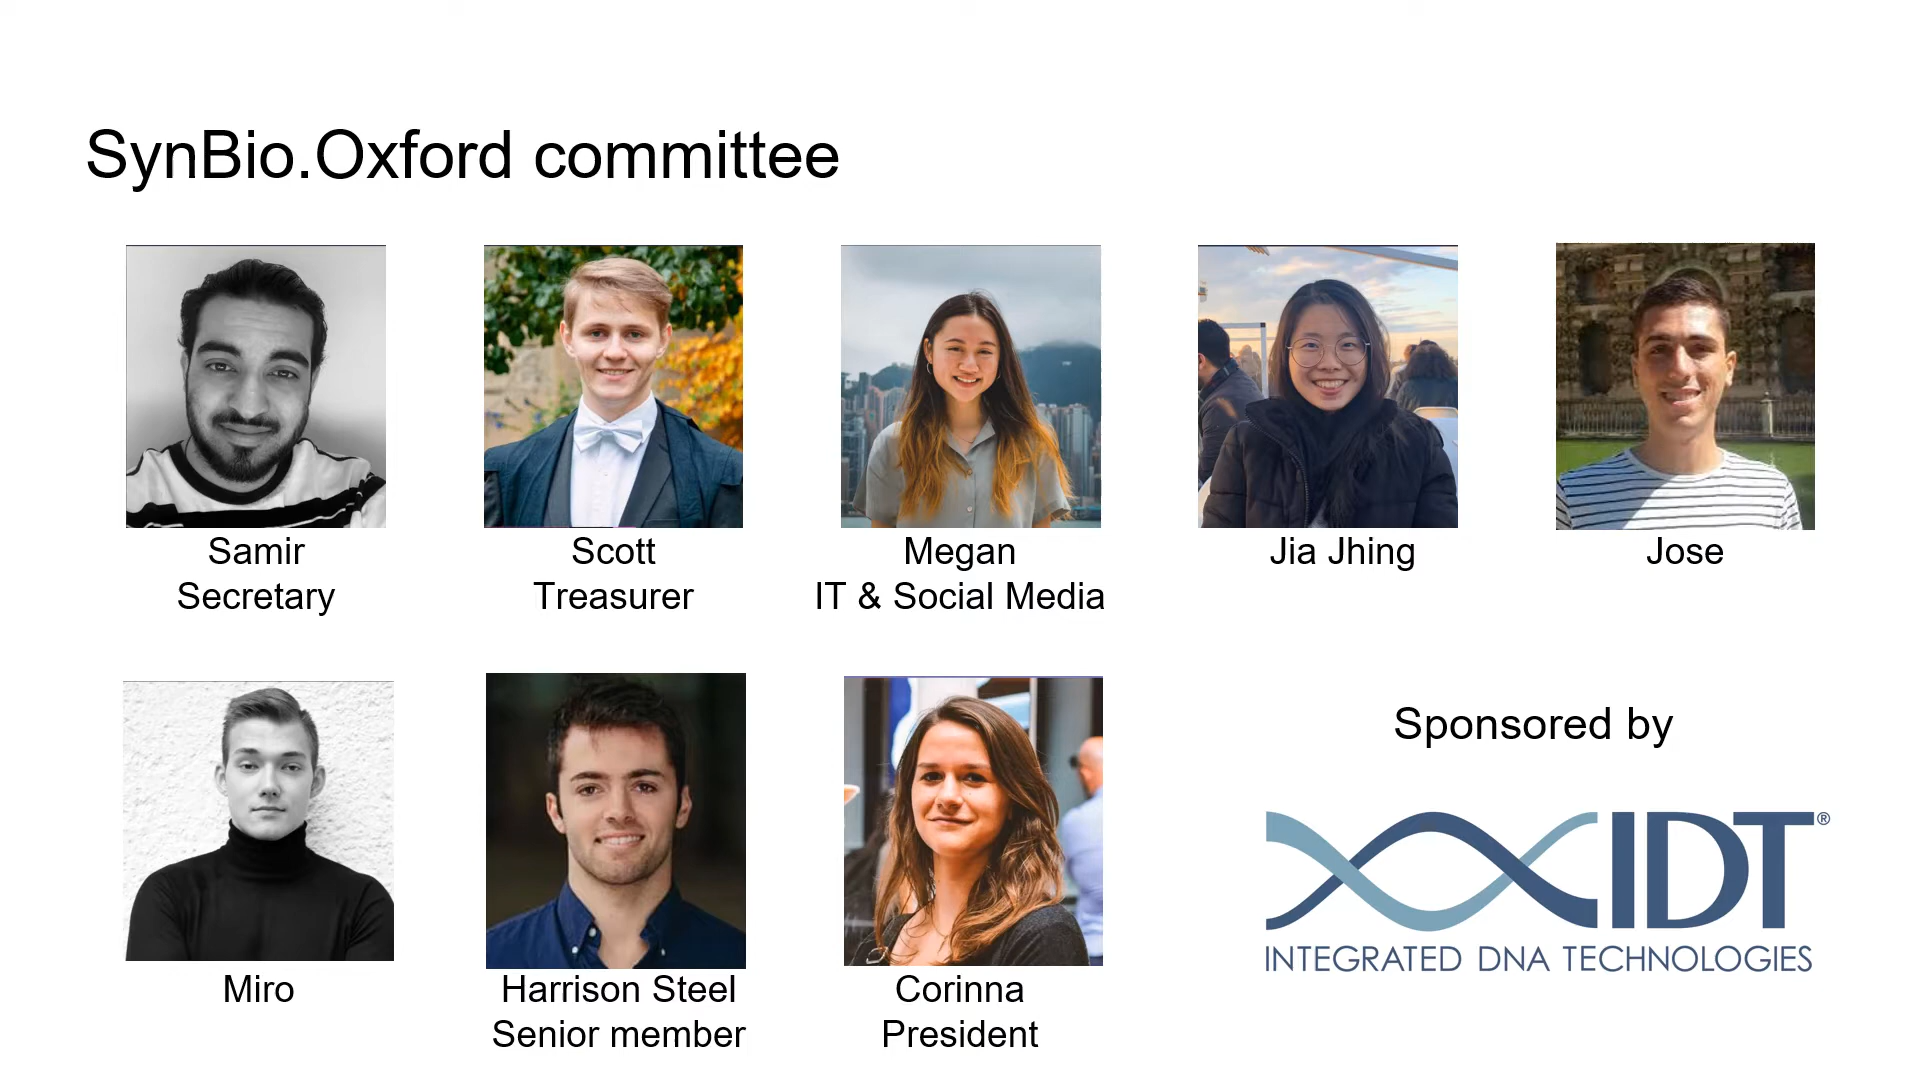 SynBio.Oxford committee
Samir
Secretary
Scott
Treasurer
Megan
IT & Social Media
Jia Jhing
Jose
Miro
Harrison Steel
Senior member
Corinna
President
Sponsored by
IDT®
INTEGRATED DNA TECHNOLOGIES